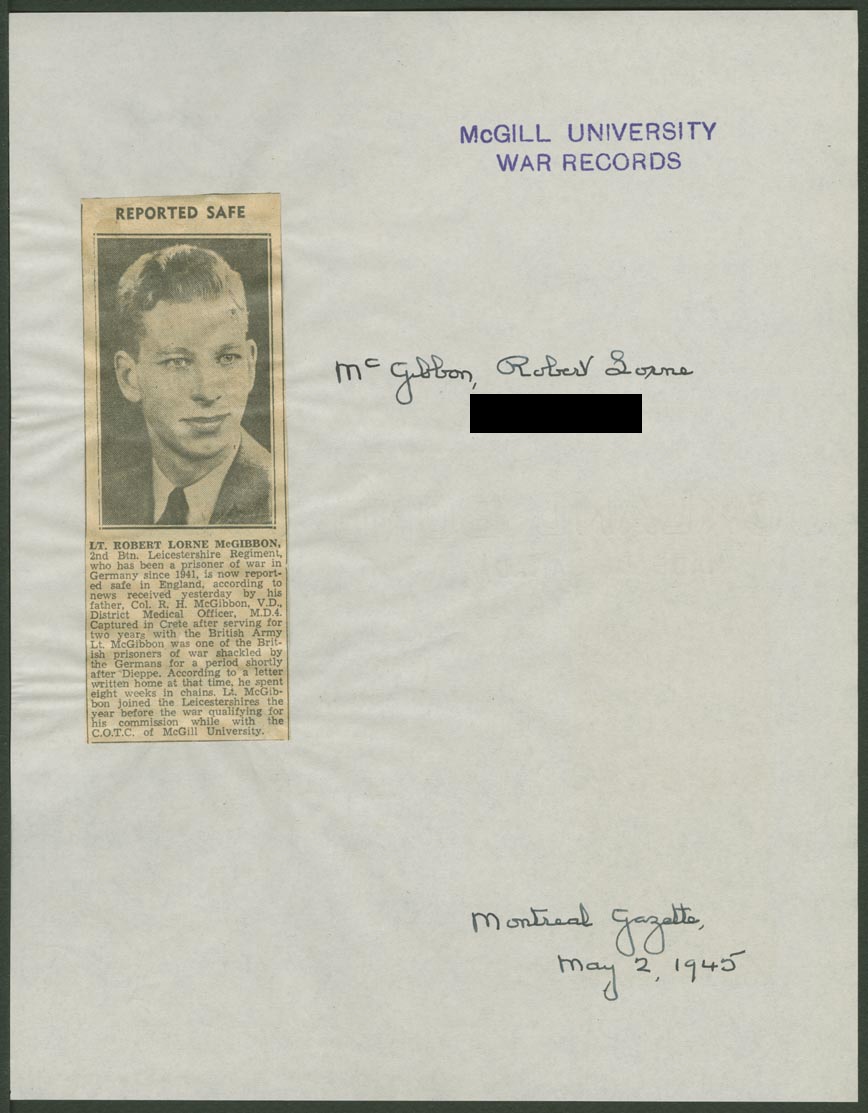 McGILL UNIVERSITY
WAR RECORDS
REPORTED SAFE
McGibbon, Robert Lorne
LT. ROBERT LORNE McGIBBON,
2nd Btn. Leicestershire Regiment,
who has been a prisoner of war in
Germany since 1941, is now report-
ed safe in England, according to
news received yesterday by his
father, Col. R. H. McGibbon, V.D.,
District Medical Officer, M.D.4.
Captured in Crete after serving for
two years with the British Army
Lt. McGibbon was one of the Brit-
ish prisoners of war shackled by
the Germans for a period shortly
after Dieppe. According to a letter
written home at that time, he spent
eight weeks in chains. Lt. McGib-
bon joined the Leicestershires the
year before the war qualifying for
his commission while with the
C.O.T.C. of McGill University.
Montreal Gazette,
May 2, 1945